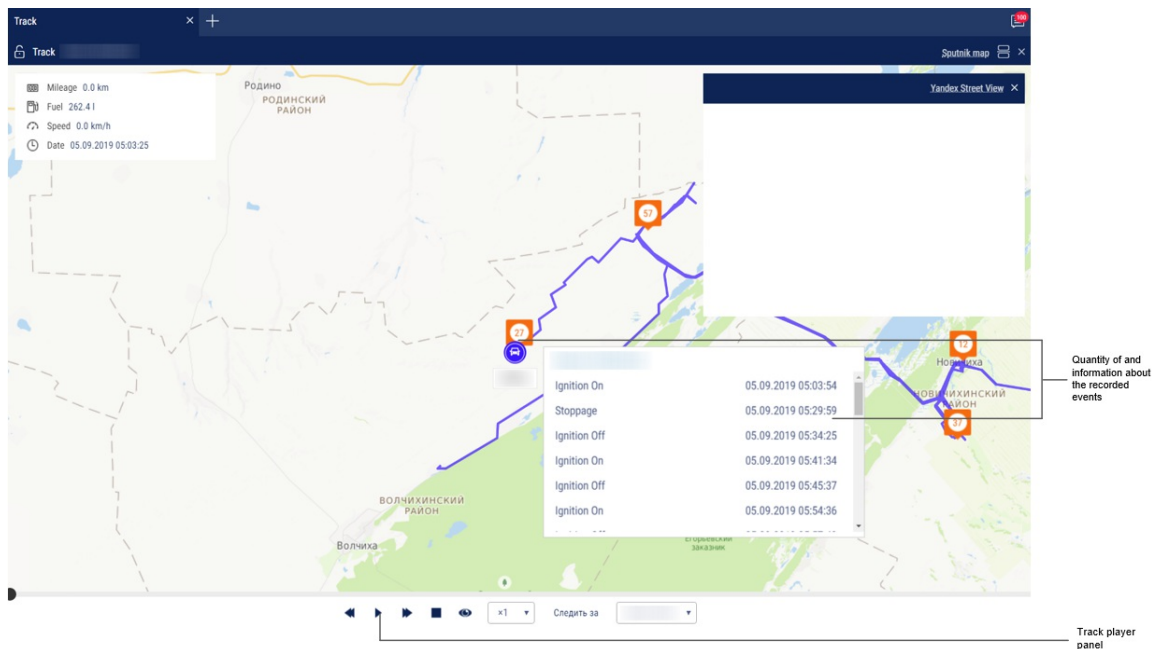 Track × +
100
Track
Sputnik map ×
Mileage 0.0 km
Fuel 262.4 l
Speed 0.0 km/h
Date 05.09.2019 05:03:25
Родино
РОДИНСКИЙ
РАЙОН
Yandex Street View ×
57
27
12
НОВИЧИХИНСКИЙ
РАЙОН
37
Ignition On 05.09.2019 05:03:54
Stoppage 05.09.2019 05:29:59
Ignition Off 05.09.2019 05:34:25
Ignition On 05.09.2019 05:41:34
Ignition Off 05.09.2019 05:45:37
Ignition On 05.09.2019 05:54:36
Quantity of and
information about
the recorded
events
ВОЛЧИХИНСКИЙ
РАЙОН
Волчиха
заказник
×1
Следить за
Track player
panel